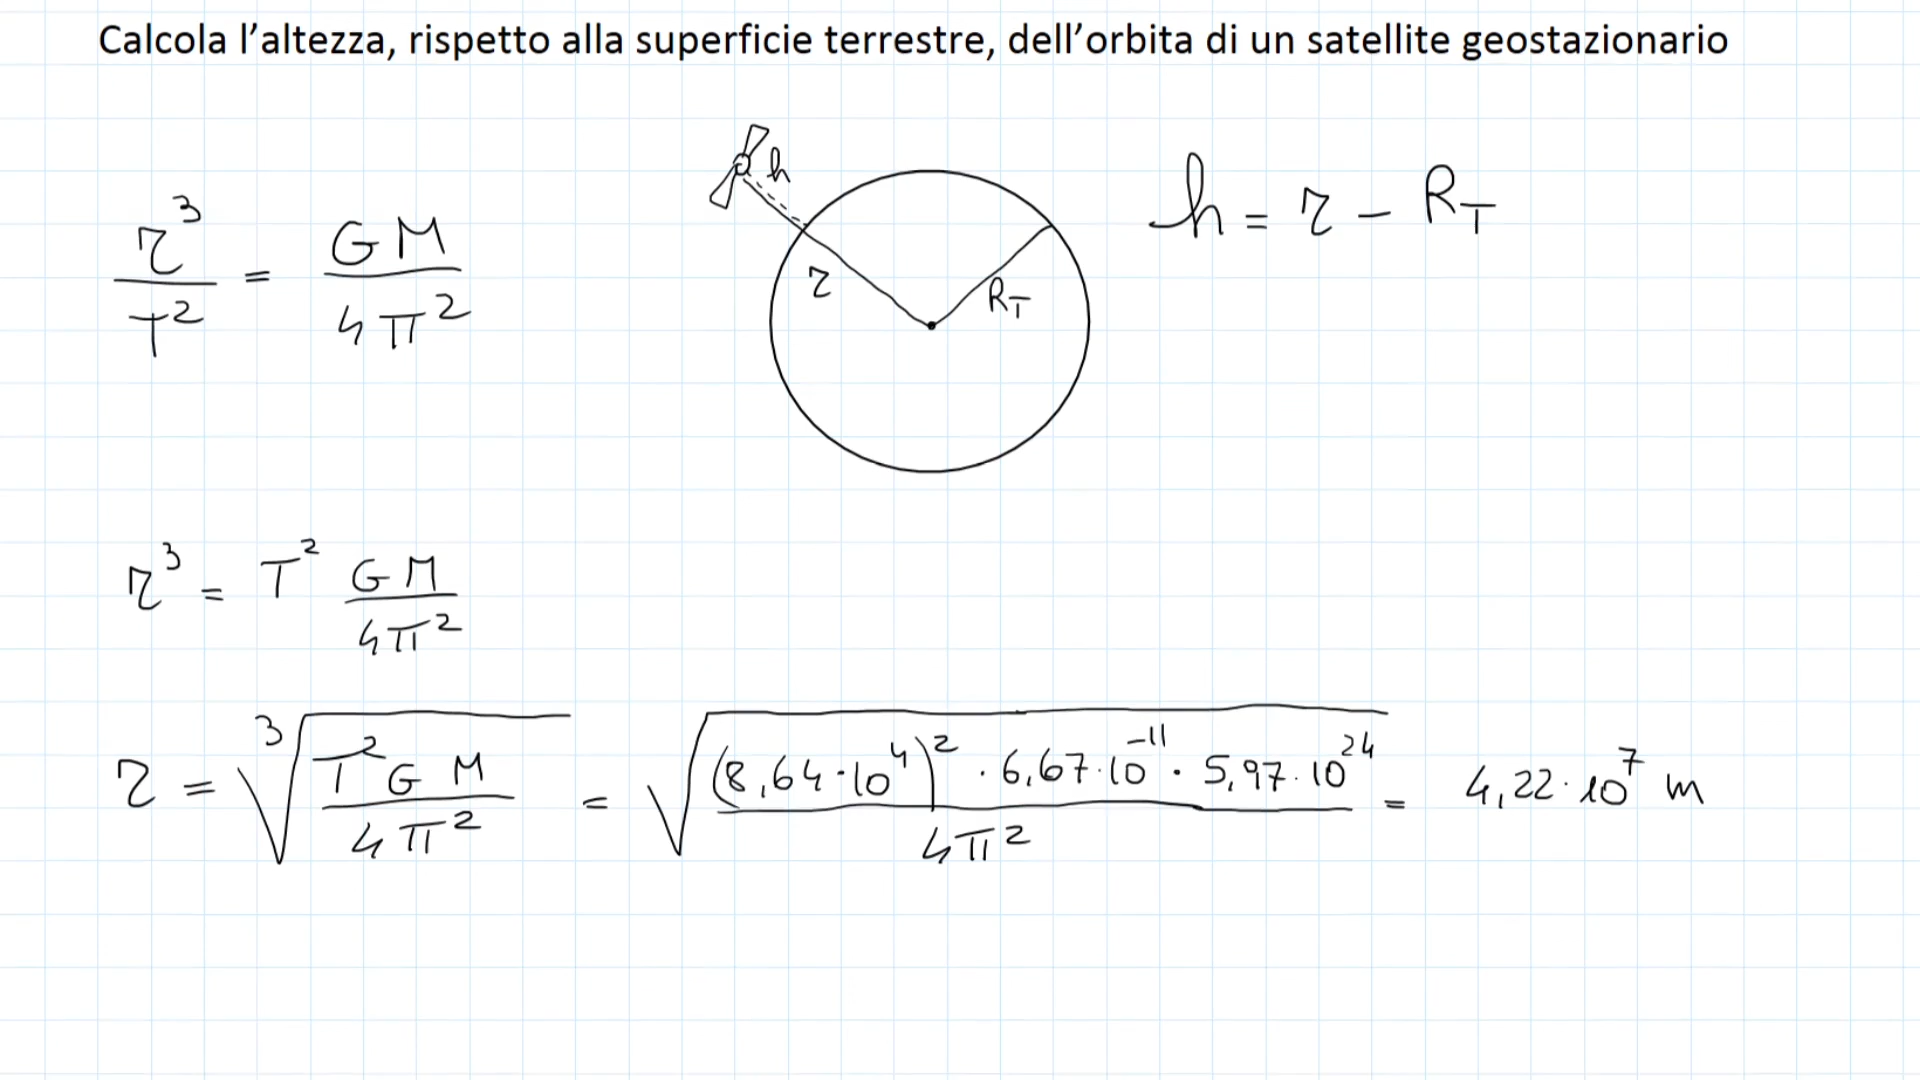 Calcola l’altezza, rispetto alla superficie terrestre, dell’orbita di un satellite geostazionario
r³/T² = GM/4π²
h
r
R_T
h = r − R_T
r³ = T² GM/4π²
r = ³√(T² G M/4π²) = √((8,64·10⁴)² · 6,67·10⁻¹¹ · 5,97·10²⁴/4π²) = 4,22·10⁷ m